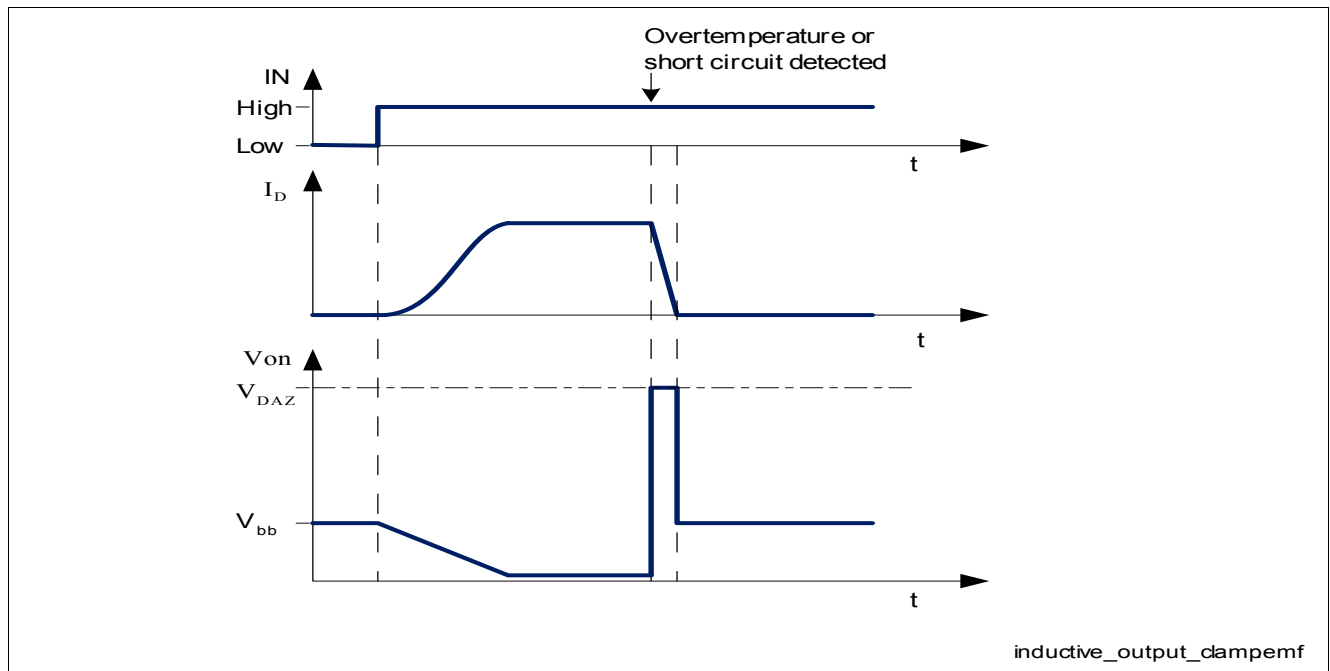 Overtemperature or
short circuit detected
IN
High
Low
t
I_D
t
Von
V_DAZ
V_bb
t
inductive_output_clampemf